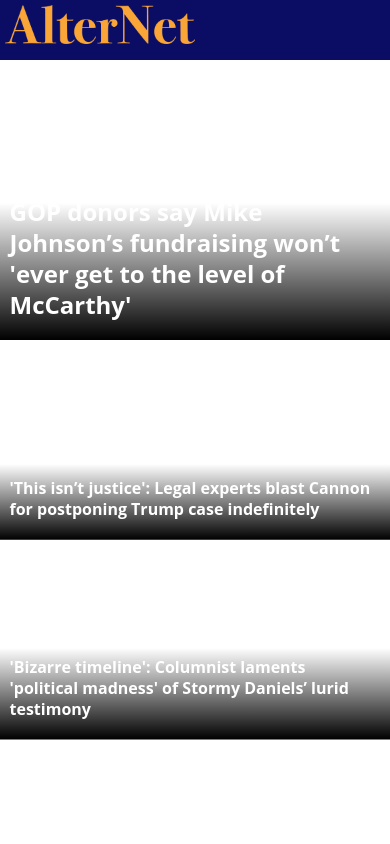 AlterNet
GOP donors say Mike
Johnson’s fundraising won’t
'ever get to the level of
McCarthy'
'This isn’t justice': Legal experts blast Cannon
for postponing Trump case indefinitely
'Bizarre timeline': Columnist laments
'political madness' of Stormy Daniels’ lurid
testimony